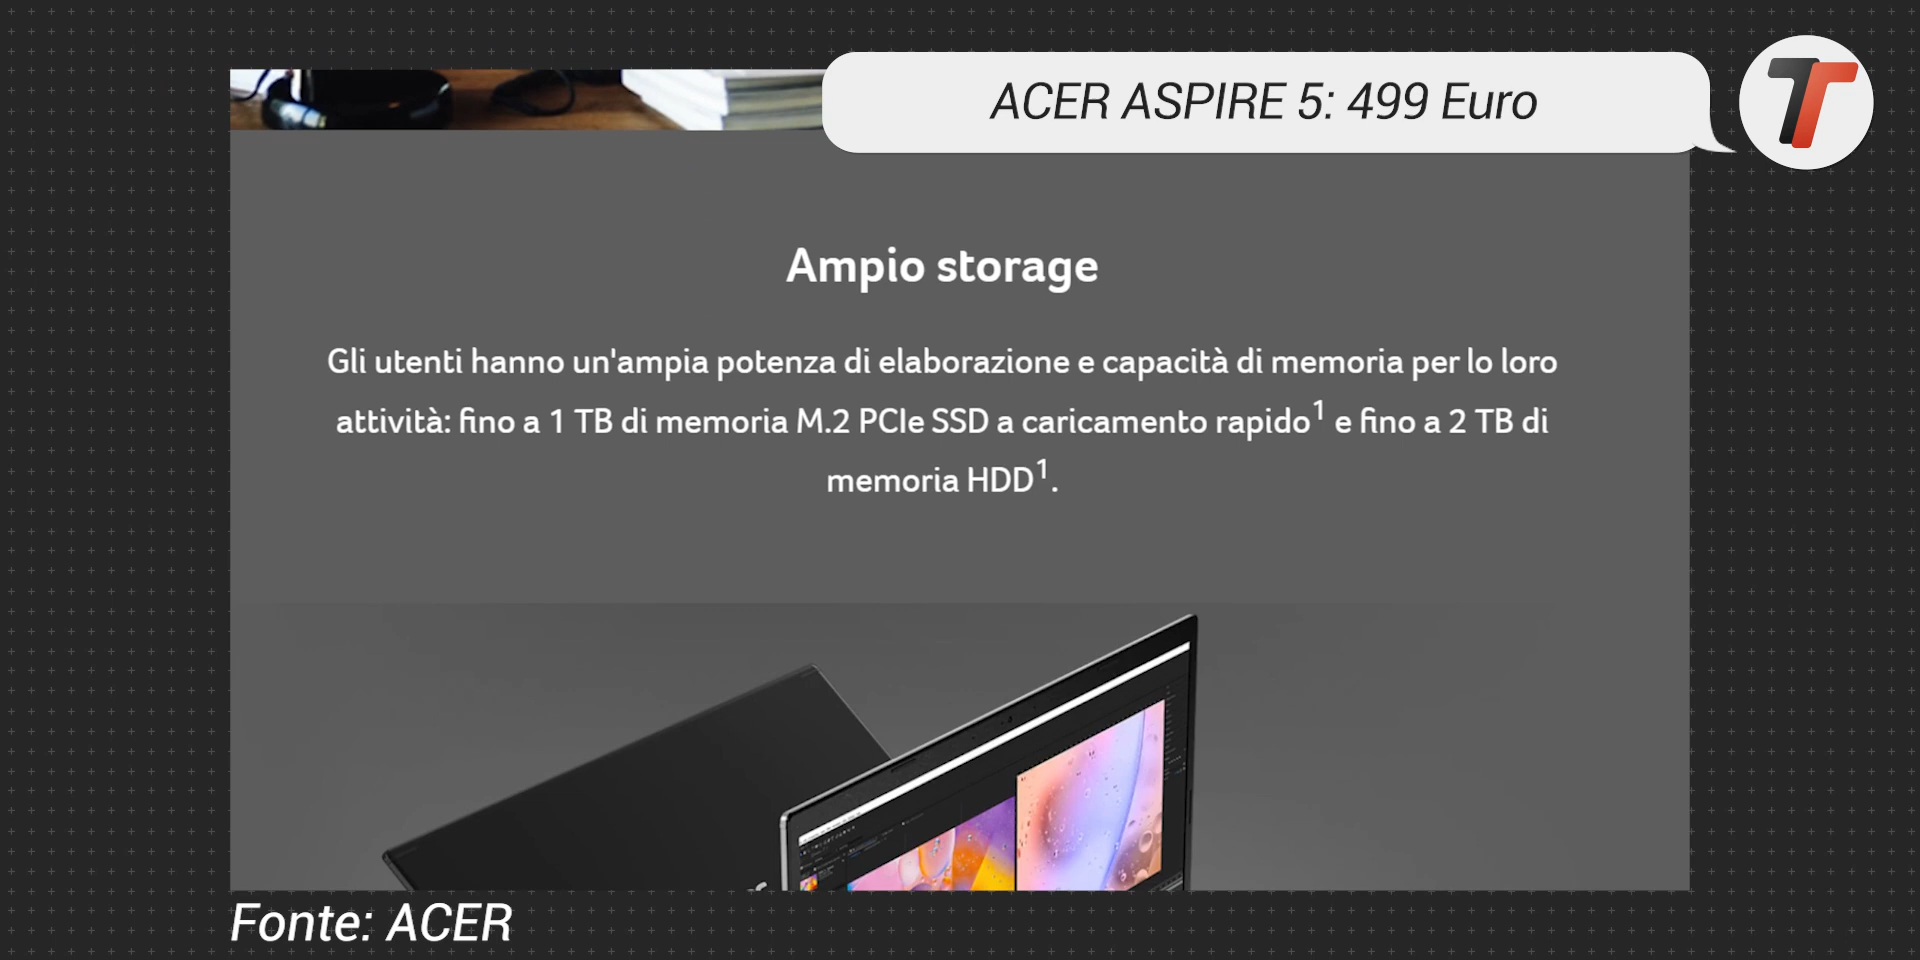 ACER ASPIRE 5: 499 Euro
Ampio storage
Gli utenti hanno un'ampia potenza di elaborazione e capacità di memoria per lo loro
attività: fino a 1 TB di memoria M.2 PCIe SSD a caricamento rapido¹ e fino a 2 TB di
memoria HDD¹.
Fonte: ACER